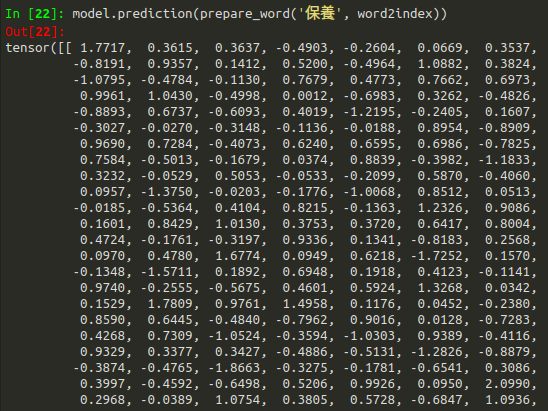 In [22]: model.prediction(prepare_word('保養', word2index))
Out[22]:
tensor([[ 1.7717, 0.3615, 0.3637, -0.4903, -0.2604, 0.0669, 0.3537,
-0.8191, 0.9357, 0.1412, 0.5200, -0.4964, 1.0882, 0.3824,
-1.0795, -0.4784, -0.1130, 0.7679, 0.4773, 0.7662, 0.6973,
0.9961, 1.0430, -0.4998, 0.0012, -0.6983, 0.3262, -0.4826,
-0.8893, 0.6737, -0.6093, 0.4019, -1.2195, -0.2405, 0.1607,
-0.3027, -0.0270, -0.3148, -0.1136, -0.0188, 0.8954, -0.8909,
0.9690, 0.7284, -0.4073, 0.6240, 0.6595, 0.6986, -0.7825,
0.7584, -0.5013, -0.1679, 0.0374, 0.8839, -0.3982, -1.1833,
0.3232, -0.0529, 0.5053, -0.0533, -0.2099, 0.5870, -0.4060,
0.0957, -1.3750, -0.0203, -0.1776, -1.0068, 0.8512, 0.0513,
-0.0185, -0.5364, 0.4104, 0.8215, -0.1363, 1.2326, 0.9086,
0.1601, 0.8429, 1.0130, 0.3753, 0.3720, 0.6417, 0.8004,
0.4724, -0.1761, -0.3197, 0.9336, 0.1341, -0.8183, 0.2568,
0.0970, 0.4780, 1.6774, 0.0949, 0.6218, -1.7252, 0.1570,
-0.1348, -1.5711, 0.1892, 0.6948, 0.1918, 0.4123, -0.1141,
0.9740, -0.2555, -0.5675, 0.4601, 0.5924, 1.3268, 0.0342,
0.1529, 1.7809, 0.9761, 1.4958, 0.1176, 0.0452, -0.2380,
0.8590, 0.6445, -0.4840, -0.7962, 0.9016, 0.0128, -0.7283,
0.4268, 0.7309, -1.0524, -0.3594, -1.0303, 0.9389, -0.4116,
0.9329, 0.3377, 0.3427, -0.4886, -0.5131, -1.2826, -0.8879,
-0.3874, -0.4765, -1.8663, -0.3275, -0.1781, -0.6541, 0.3086,
0.3997, -0.4592, -0.6498, 0.5206, 0.9926, 0.0950, 2.0990,
0.2968, -0.0389, 1.0754, 0.3805, 0.5728, -0.6847, 1.0936,